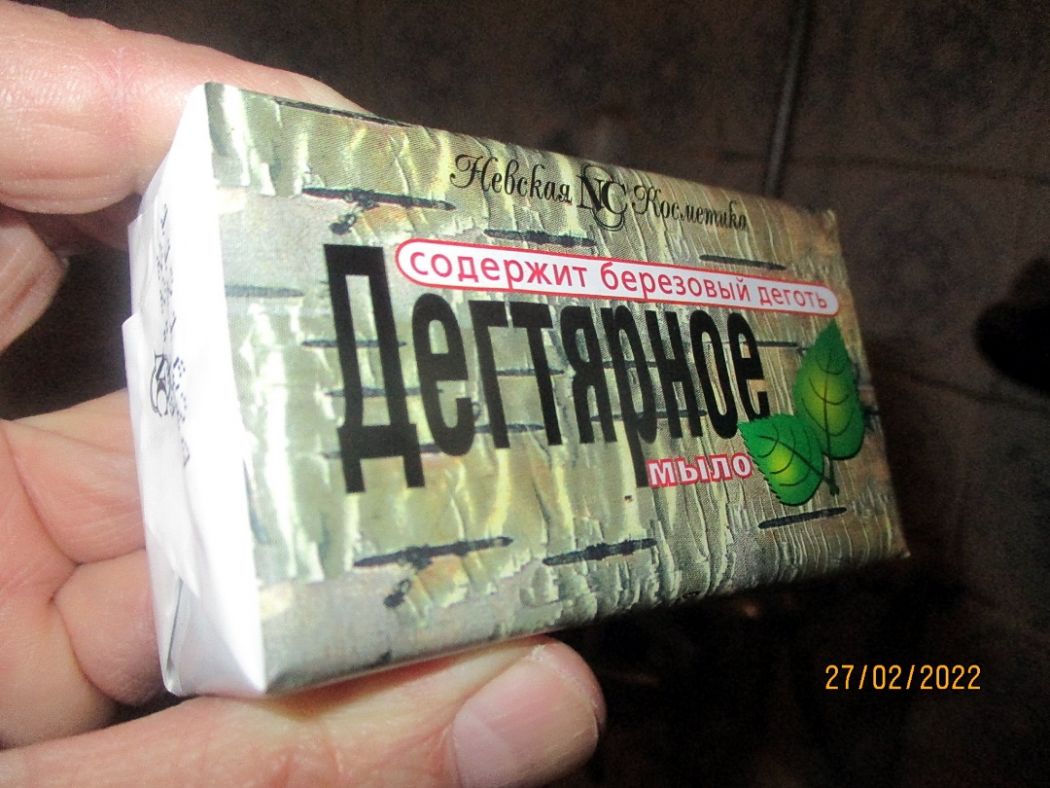 Невская NC Косметика
содержит березовый деготь
Дегтярное
мыло
27/02/2022